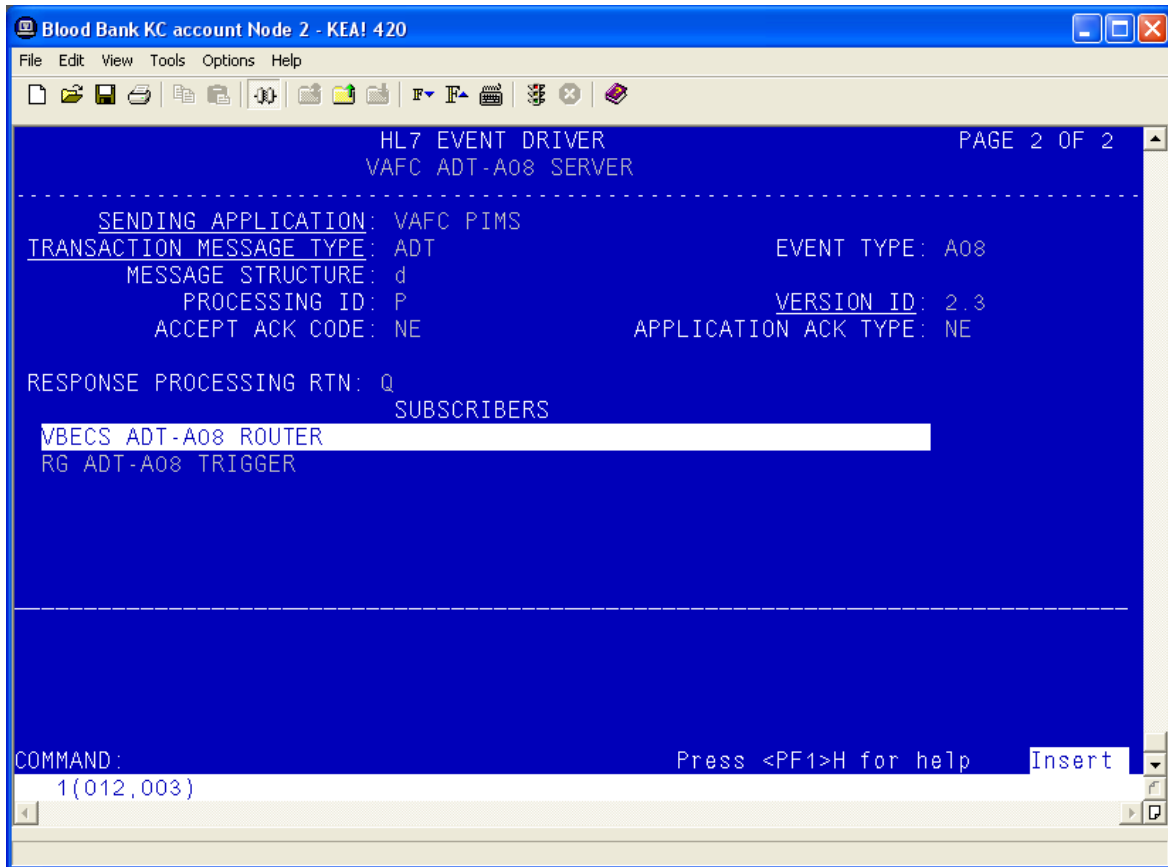 Blood Bank KC account Node 2 - KEA! 420
File Edit View Tools Options Help
HL7 EVENT DRIVER PAGE 2 OF 2
VAFC ADT-A08 SERVER
SENDING APPLICATION: VAFC PIMS
TRANSACTION MESSAGE TYPE: ADT EVENT TYPE: A08
MESSAGE STRUCTURE: d
PROCESSING ID: P VERSION ID: 2.3
ACCEPT ACK CODE: NE APPLICATION ACK TYPE: NE
RESPONSE PROCESSING RTN: Q
SUBSCRIBERS
VBECS ADT-A08 ROUTER
RG ADT-A08 TRIGGER
COMMAND: Press <PF1>H for help Insert
1(012,003)